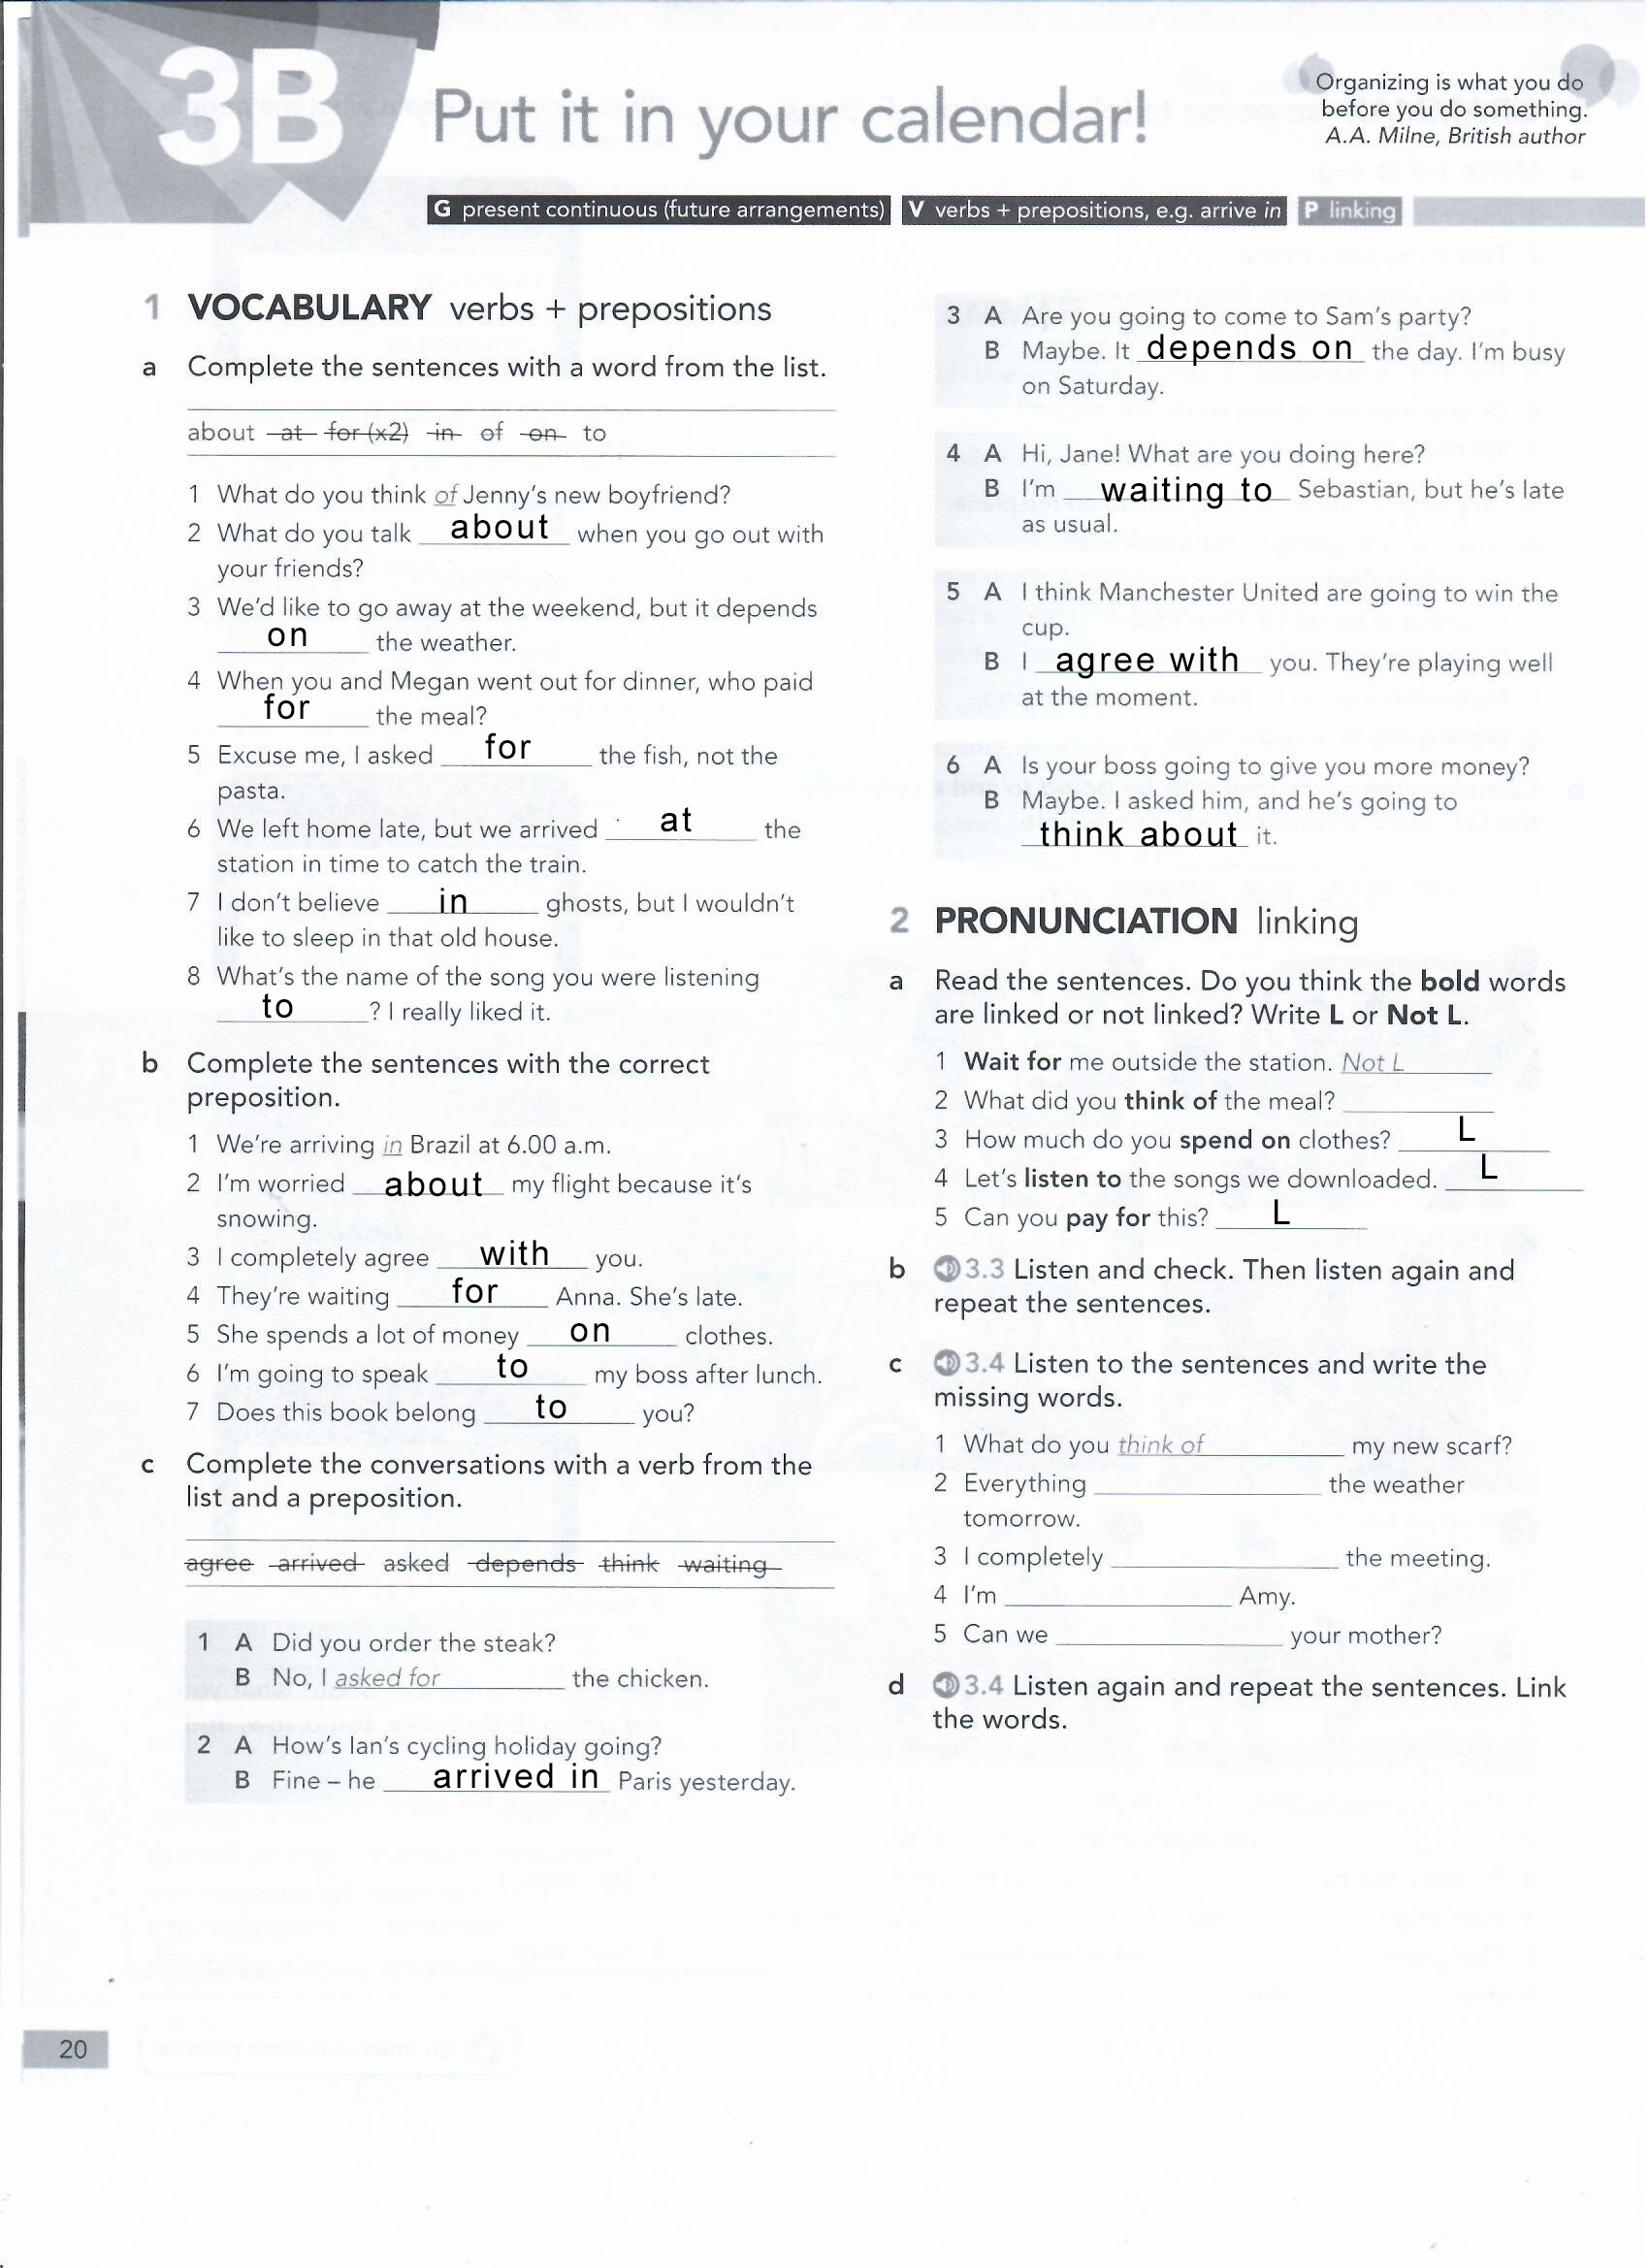 3B
Put it in your calendar!
Organizing is what you do
before you do something.
A.A. Milne, British author
G present continuous (future arrangements) V verbs + prepositions, e.g. arrive in P linking
1 VOCABULARY verbs + prepositions
a Complete the sentences with a word from the list.
about at for (x2) in of on to
1 What do you think of Jenny's new boyfriend?
2 What do you talk about when you go out with
your friends?
3 We'd like to go away at the weekend, but it depends
on the weather.
4 When you and Megan went out for dinner, who paid
for the meal?
5 Excuse me, I asked for the fish, not the
pasta.
6 We left home late, but we arrived at the
station in time to catch the train.
7 I don't believe in ghosts, but I wouldn't
like to sleep in that old house.
8 What's the name of the song you were listening
to ? I really liked it.
b Complete the sentences with the correct
preposition.
1 We're arriving in Brazil at 6.00 a.m.
2 I'm worried about my flight because it's
snowing.
3 I completely agree with you.
4 They're waiting for Anna. She's late.
5 She spends a lot of money on clothes.
6 I'm going to speak to my boss after lunch.
7 Does this book belong to you?
c Complete the conversations with a verb from the
list and a preposition.
agree arrived asked depends think waiting
1 A Did you order the steak?
B No, I asked for the chicken.
2 A How's Ian's cycling holiday going?
B Fine – he arrived in Paris yesterday.
3 A Are you going to come to Sam's party?
B Maybe. It depends on the day. I'm busy
on Saturday.
4 A Hi, Jane! What are you doing here?
B I'm waiting to Sebastian, but he's late
as usual.
5 A I think Manchester United are going to win the
cup.
B I agree with you. They're playing well
at the moment.
6 A Is your boss going to give you more money?
B Maybe. I asked him, and he's going to
think about it.
2 PRONUNCIATION linking
a Read the sentences. Do you think the bold words
are linked or not linked? Write L or Not L.
1 Wait for me outside the station. Not L
2 What did you think of the meal?
3 How much do you spend on clothes? L
4 Let's listen to the songs we downloaded. L
5 Can you pay for this? L
b 3.3 Listen and check. Then listen again and
repeat the sentences.
c 3.4 Listen to the sentences and write the
missing words.
1 What do you think of my new scarf?
2 Everything the weather
tomorrow.
3 I completely the meeting.
4 I'm Amy.
5 Can we your mother?
d 3.4 Listen again and repeat the sentences. Link
the words.
20